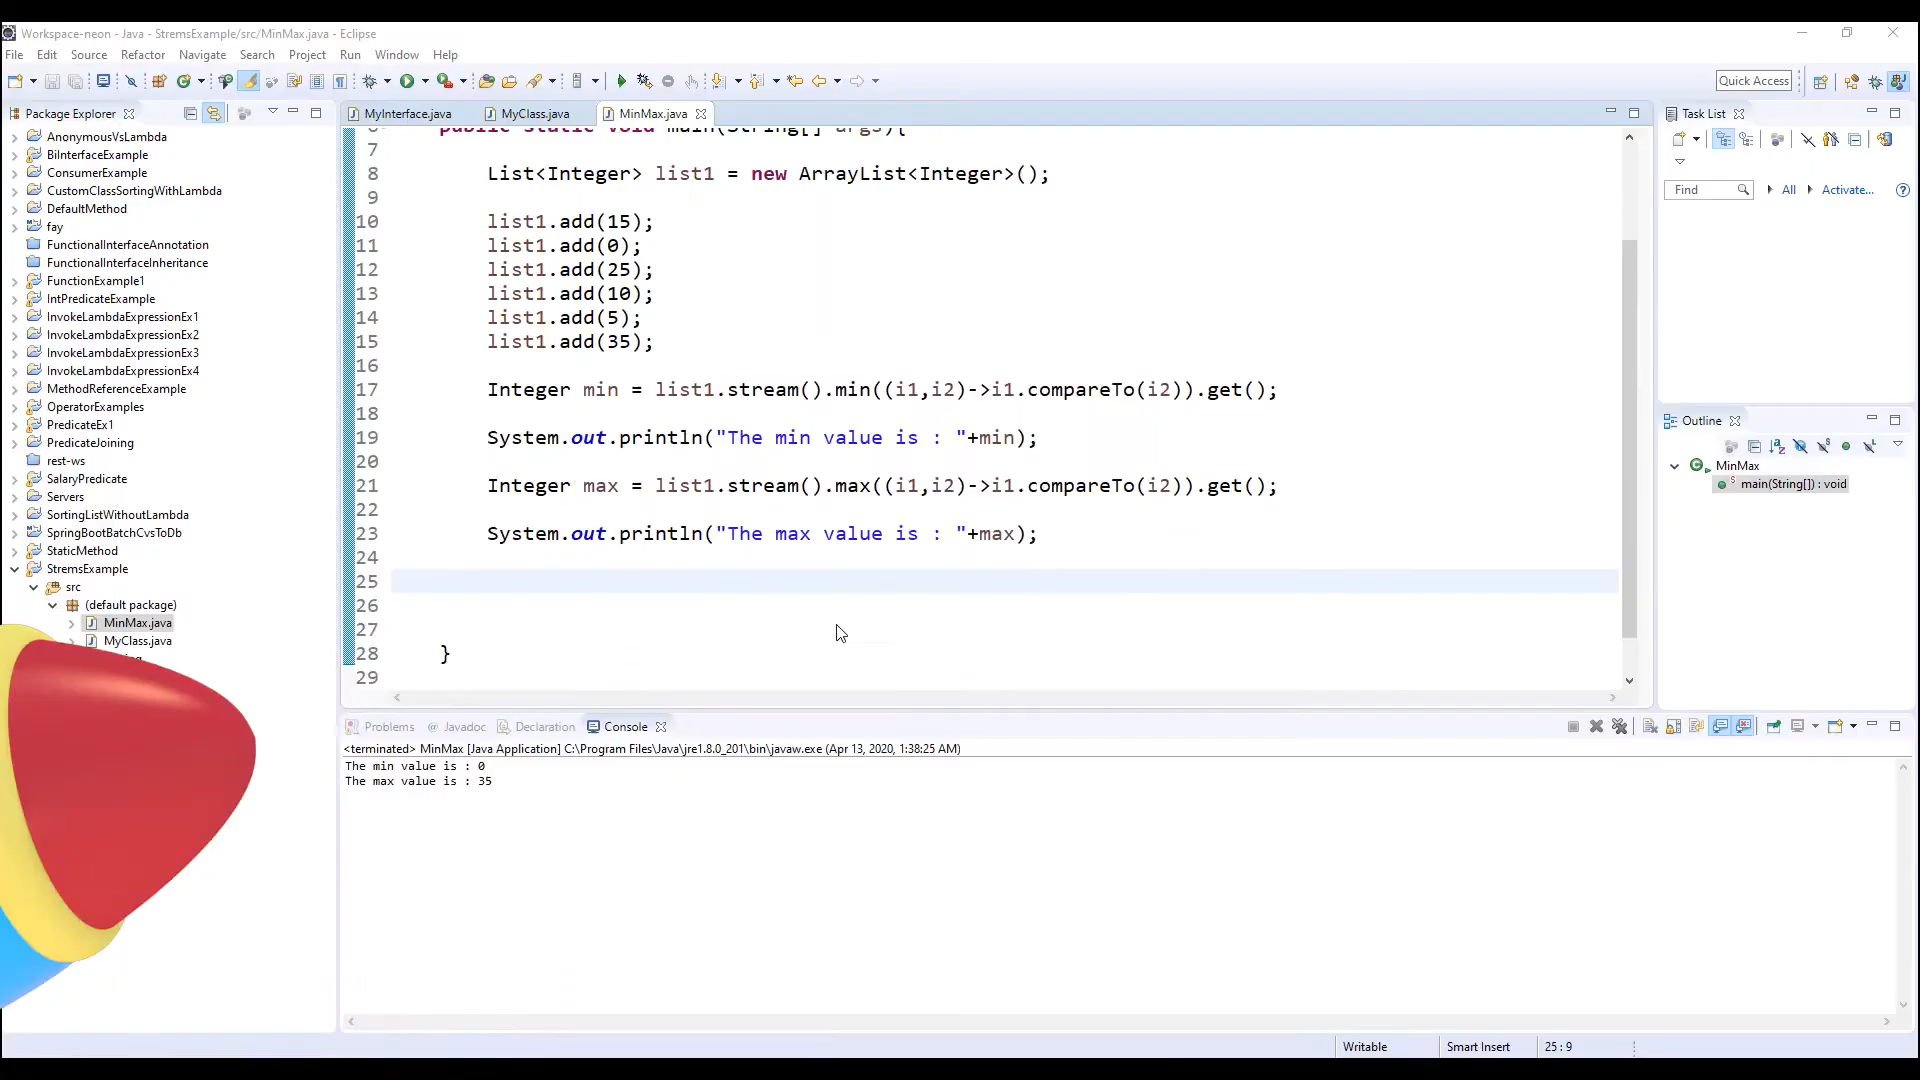 Workspace-neon - Java - StremsExample/src/MinMax.java - Eclipse
File Edit Source Refactor Navigate Search Project Run Window Help
Quick Access
Package Explorer
AnonymousVsLambda
BiInterfaceExample
ConsumerExample
CustomClassSortingWithLambda
DefaultMethod
fay
FunctionalInterfaceAnnotation
FunctionalInterfaceInheritance
FunctionExample1
IntPredicateExample
InvokeLambdaExpressionEx1
InvokeLambdaExpressionEx2
InvokeLambdaExpressionEx3
InvokeLambdaExpressionEx4
MethodReferenceExample
OperatorExamples
PredicateEx1
PredicateJoining
rest-ws
SalaryPredicate
Servers
SortingListWithoutLambda
SpringBootBatchCvsToDb
StaticMethod
StremsExample
src
(default package)
MinMax.java
MyClass.java
MyInterface.java MyClass.java MinMax.java
6 public static void main(String[] args){
7
8 List<Integer> list1 = new ArrayList<Integer>();
9
10 list1.add(15);
11 list1.add(0);
12 list1.add(25);
13 list1.add(10);
14 list1.add(5);
15 list1.add(35);
16
17 Integer min = list1.stream().min((i1,i2)->i1.compareTo(i2)).get();
18
19 System.out.println("The min value is : "+min);
20
21 Integer max = list1.stream().max((i1,i2)->i1.compareTo(i2)).get();
22
23 System.out.println("The max value is : "+max);
24
25
26
27
28 }
29
Task List
Find All Activate...
Outline
MinMax
main(String[]) : void
Problems @ Javadoc Declaration Console
<terminated> MinMax [Java Application] C:\Program Files\Java\jre1.8.0_201\bin\javaw.exe (Apr 13, 2020, 1:38:25 AM)
The min value is : 0
The max value is : 35
Writable Smart Insert 25 : 9